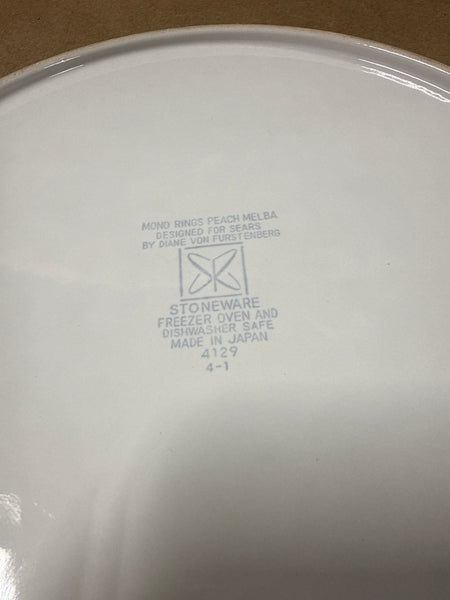 MONO RINGS PEACH MELBA
DESIGNED FOR SEARS
BY DIANE VON FURSTENBERG
STONEWARE
FREEZER OVEN AND
DISHWASHER SAFE
MADE IN JAPAN
4129
4-1